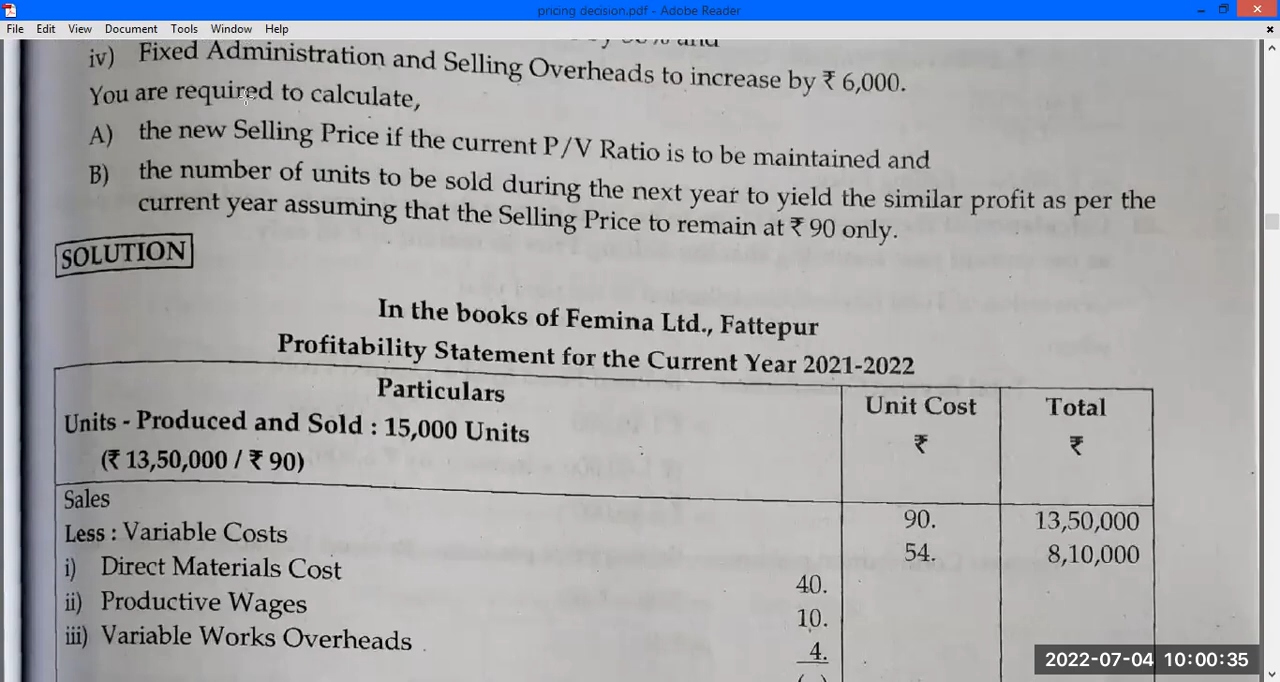 pricing decision.pdf - Adobe Reader
File Edit View Document Tools Window Help
iv) Fixed Administration and Selling Overheads to increase by ₹ 6,000.
You are required to calculate,
A) the new Selling Price if the current P/V Ratio is to be maintained and
B) the number of units to be sold during the next year to yield the similar profit as per the
current year assuming that the Selling Price to remain at ₹ 90 only.
SOLUTION
In the books of Femina Ltd., Fattepur
Profitability Statement for the Current Year 2021-2022
Particulars Unit Cost Total
Units - Produced and Sold : 15,000 Units ₹ ₹
(₹ 13,50,000 / ₹ 90)
Sales 90. 13,50,000
Less : Variable Costs 54. 8,10,000
i) Direct Materials Cost 40.
ii) Productive Wages 10.
iii) Variable Works Overheads 4.
2022-07-04 10:00:35